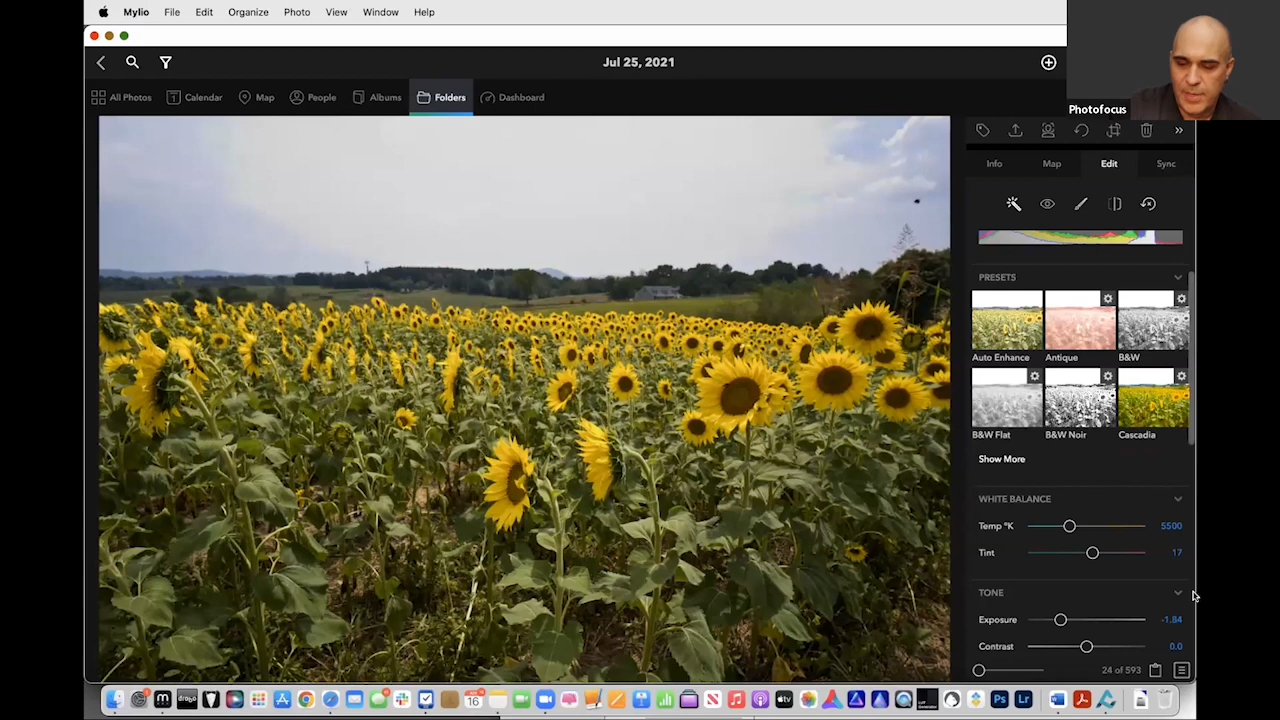 Mylio File Edit Organize Photo View Window Help
Photofocus
Jul 25, 2021
All Photos Calendar Map People Albums Folders Dashboard
Info Map Edit Sync
PRESETS
Auto Enhance Antique B&W
B&W Flat B&W Noir Cascadia
Show More
WHITE BALANCE
Temp °K 5500
Tint 17
TONE
Exposure -1.84
Contrast 0.0
24 of 593